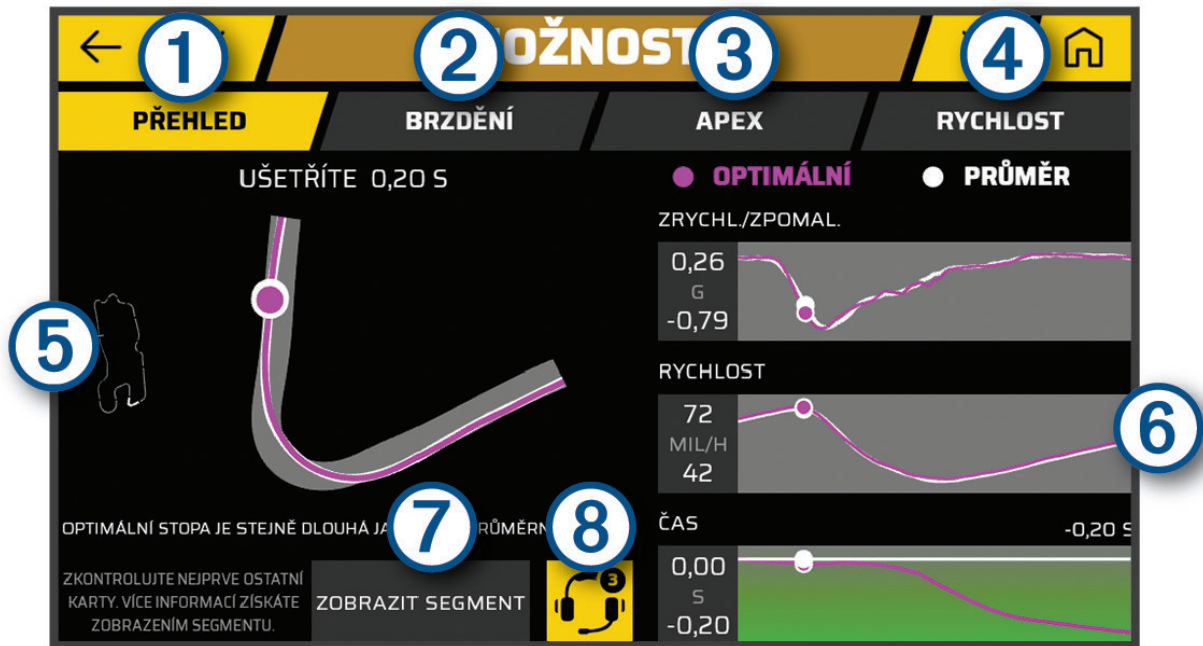 1
2
3
4
OŽNOST
PŘEHLED
BRZDĚNÍ
APEX
RYCHLOST
UŠETŘÍTE 0,20 S
OPTIMÁLNÍ
PRŮMĚR
ZRYCHL./ZPOMAL.
0,26
G
-0,79
5
RYCHLOST
72
MIL/H
42
6
OPTIMÁLNÍ STOPA JE STEJNĚ DLOUHÁ
7
8
ČAS
-0,20 S
ZKONTROLUJTE NEJPRVE OSTATNÍ
KARTY. VÍCE INFORMACÍ ZÍSKÁTE
ZOBRAZENÍM SEGMENTU.
ZOBRAZIT SEGMENT
3
0,00
S
-0,20